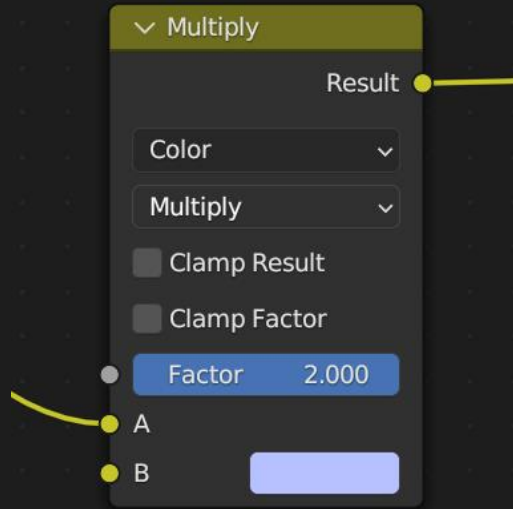 Multiply
Result
Color
Multiply
Clamp Result
Clamp Factor
Factor 2.000
A
B